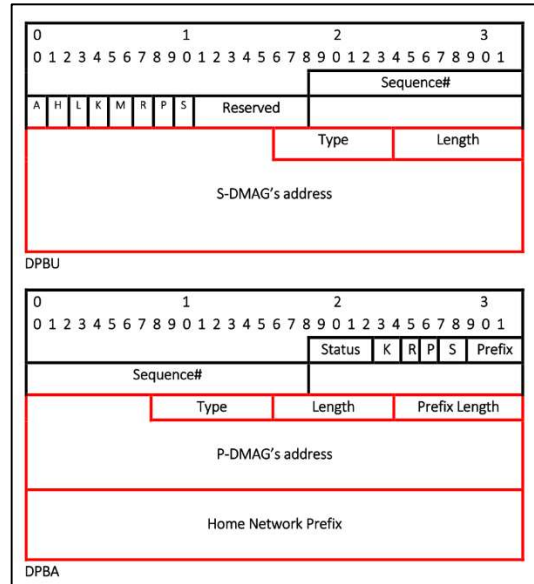 0 1 2 3
0 1 2 3 4 5 6 7 8 9 0 1 2 3 4 5 6 7 8 9 0 1 2 3 4 5 6 7 8 9 0 1
Sequence#
A H L K M R P S Reserved
Type Length
S-DMAG's address
DPBU
0 1 2 3
0 1 2 3 4 5 6 7 8 9 0 1 2 3 4 5 6 7 8 9 0 1 2 3 4 5 6 7 8 9 0 1
Status K R P S Prefix
Sequence#
Type Length Prefix Length
P-DMAG's address
Home Network Prefix
DPBA